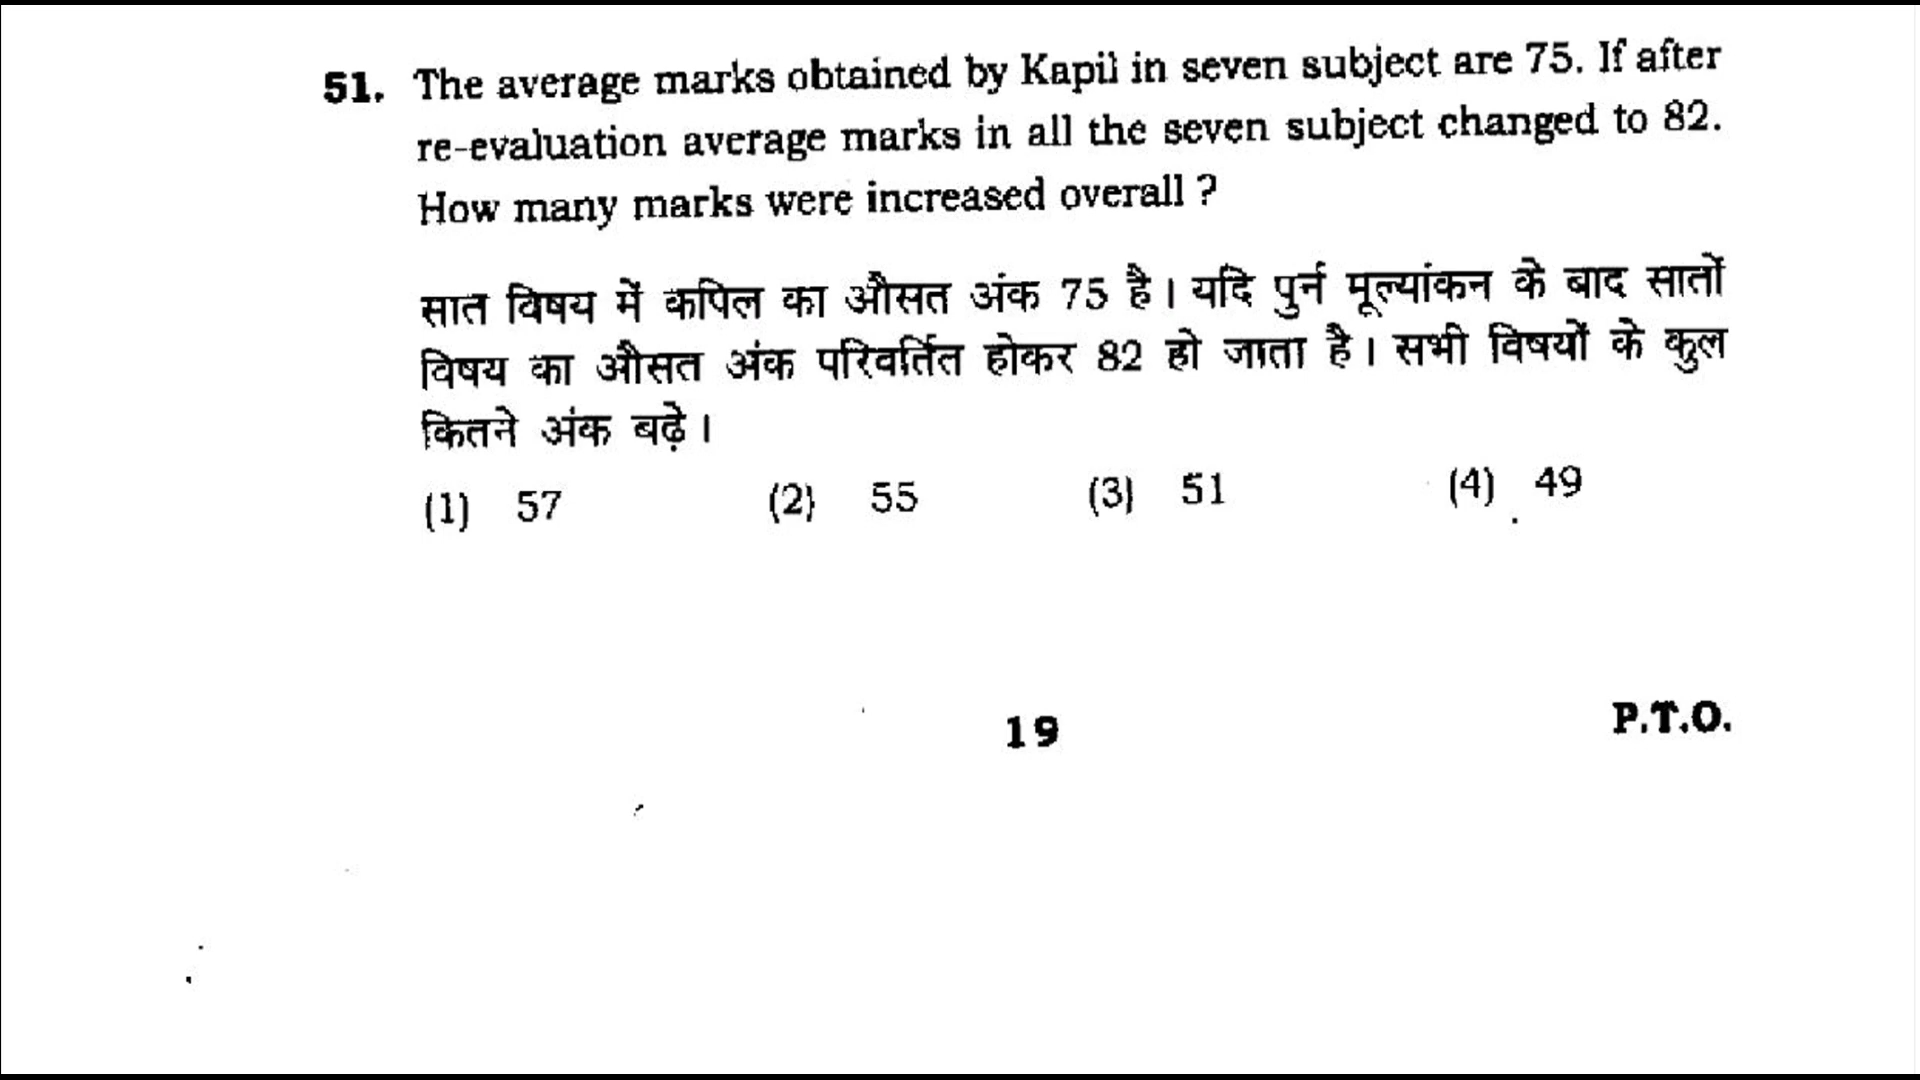 51. The average marks obtained by Kapil in seven subject are 75. If after
re-evaluation average marks in all the seven subject changed to 82.
How many marks were increased overall ?
सात विषय में कपिल का औसत अंक 75 है। यदि पुर्न मूल्यांकन के बाद सातों
विषय का औसत अंक परिवर्तित होकर 82 हो जाता है। सभी विषयों के कुल
कितने अंक बढ़े।
(1) 57 (2) 55 (3) 51 (4) 49
19 P.T.O.